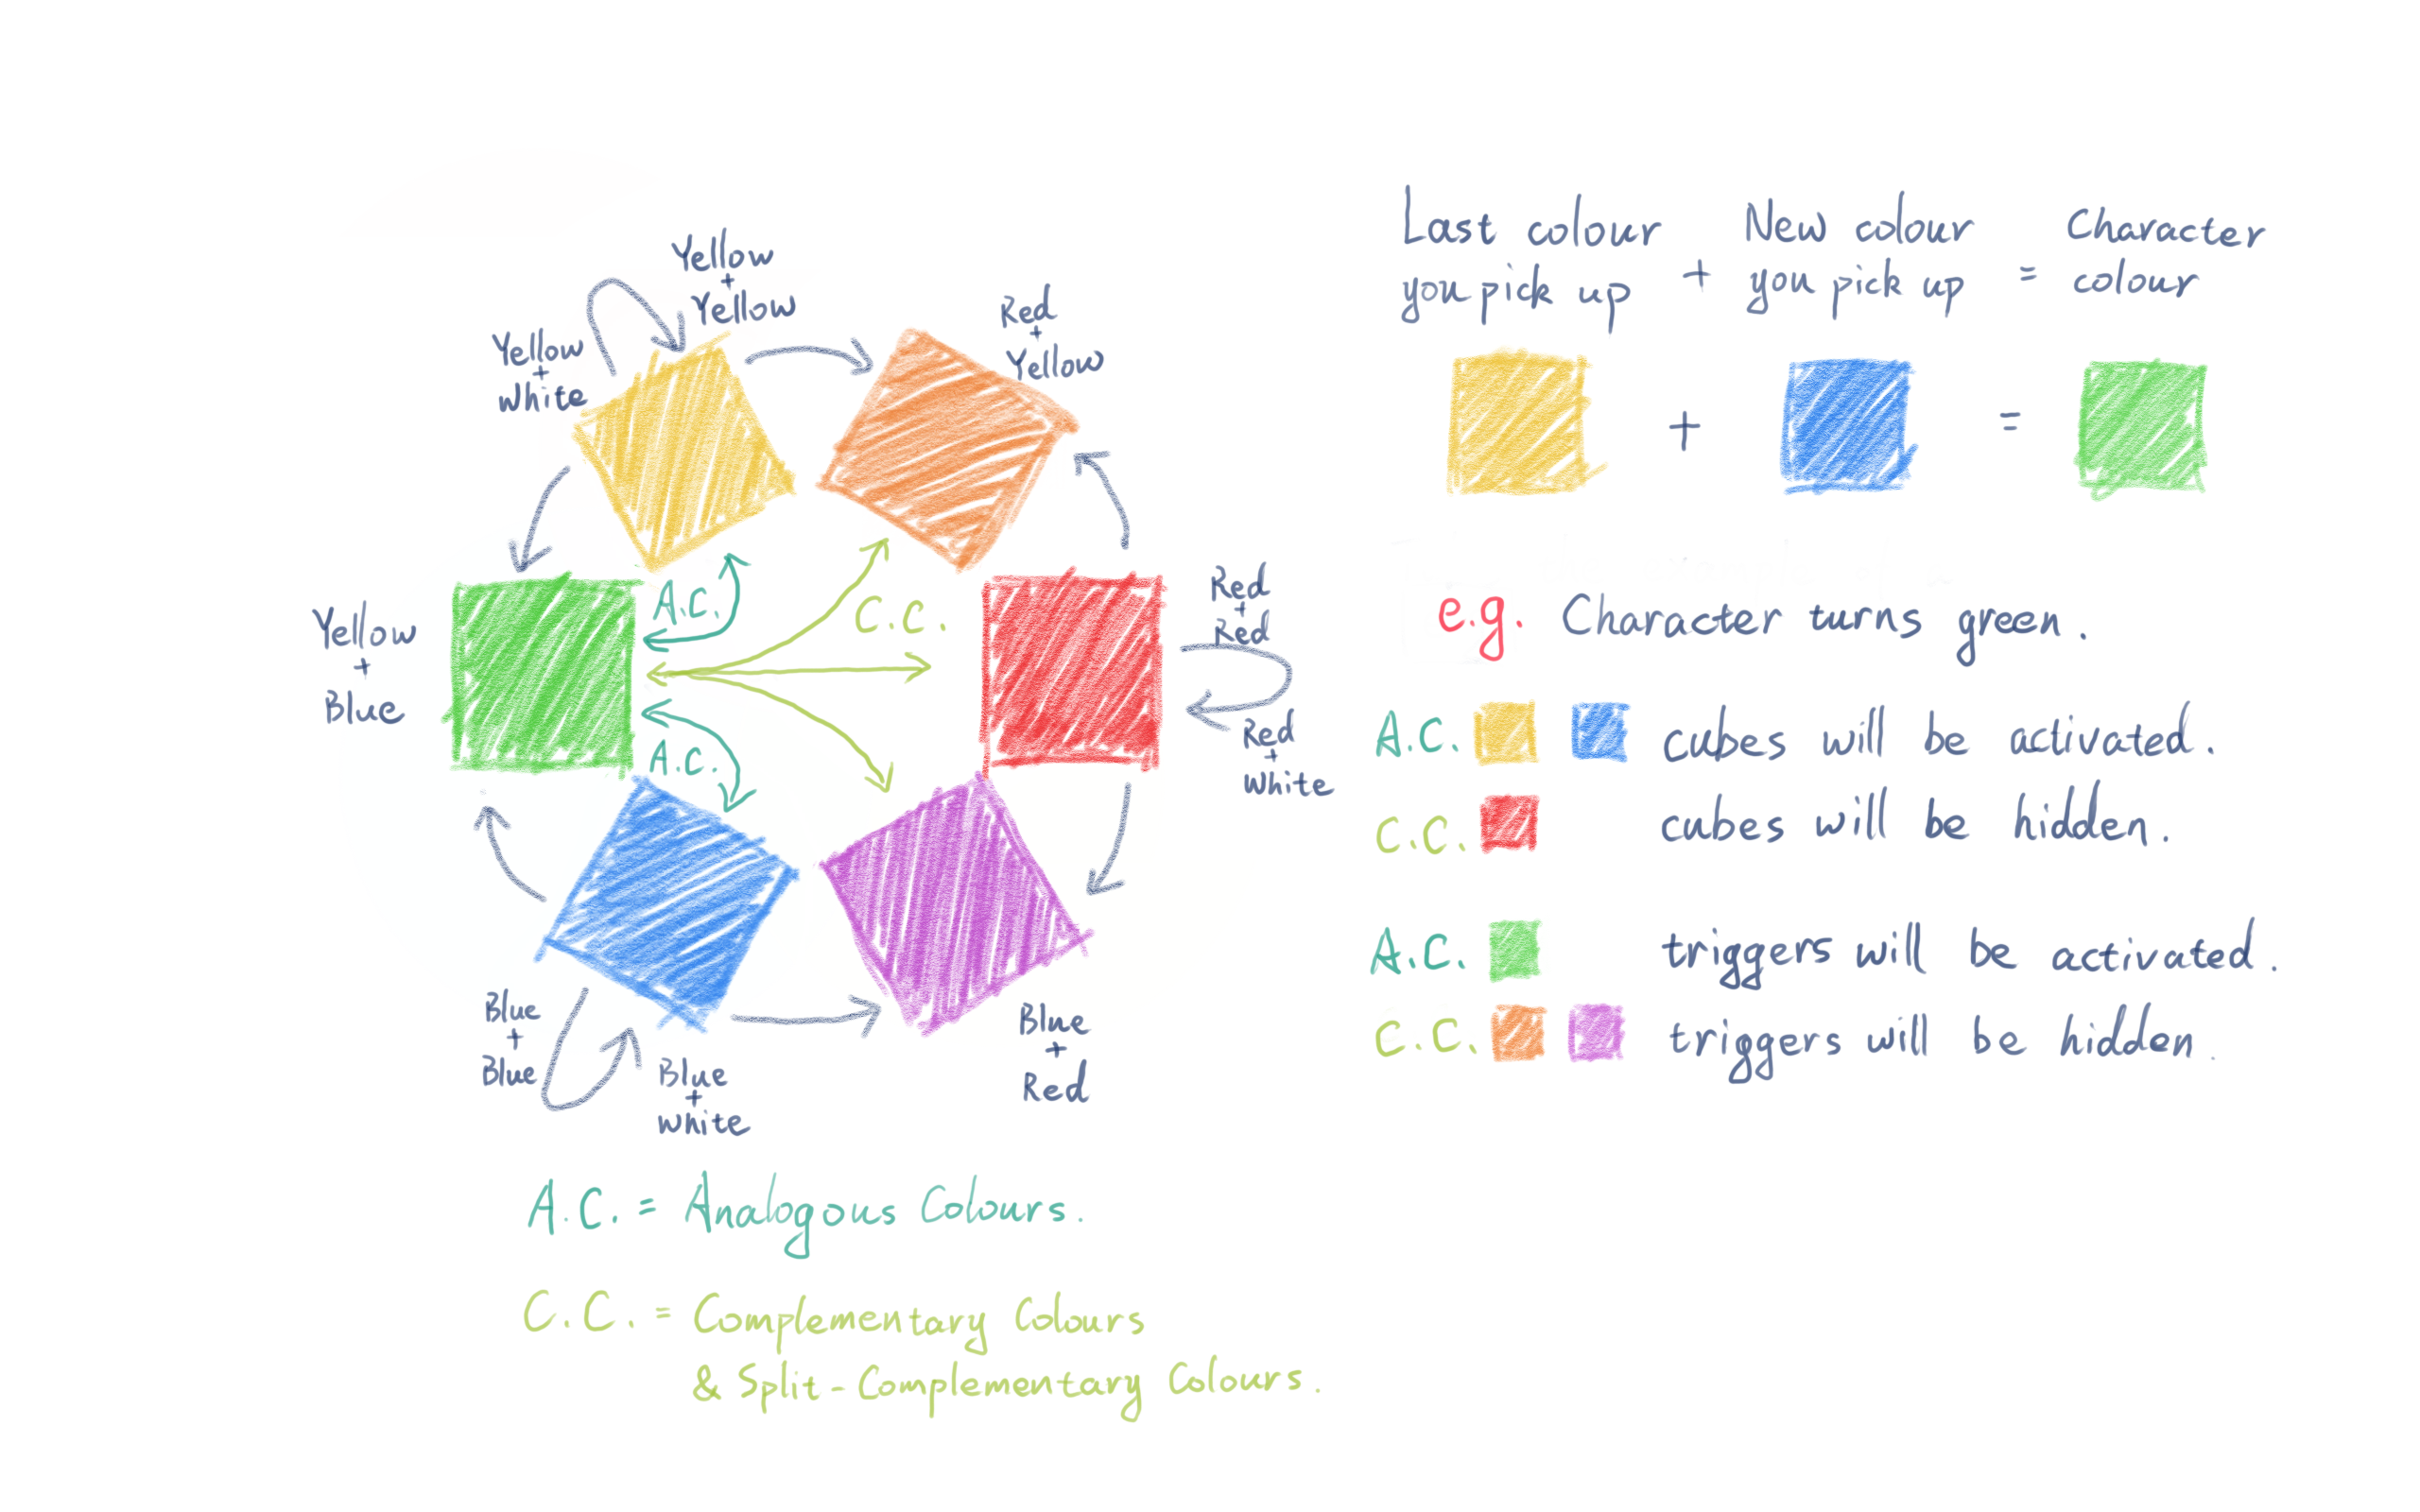 Yellow
+
Yellow
Yellow
+
White
Red
+
Yellow
Yellow
+
Blue
A.C.
C.C.
A.C.
Red
+
Red
Red
+
White
Blue
+
Blue
Blue
+
White
Blue
+
Red
A.C. = Analogous Colours.
C.C. = Complementary Colours
& Split-Complementary Colours.
Last colour
you pick up
+
New colour
you pick up
=
Character
colour
+ =
e.g. Character turns green.
A.C. cubes will be activated.
C.C. cubes will be hidden.
A.C. triggers will be activated.
C.C. triggers will be hidden.